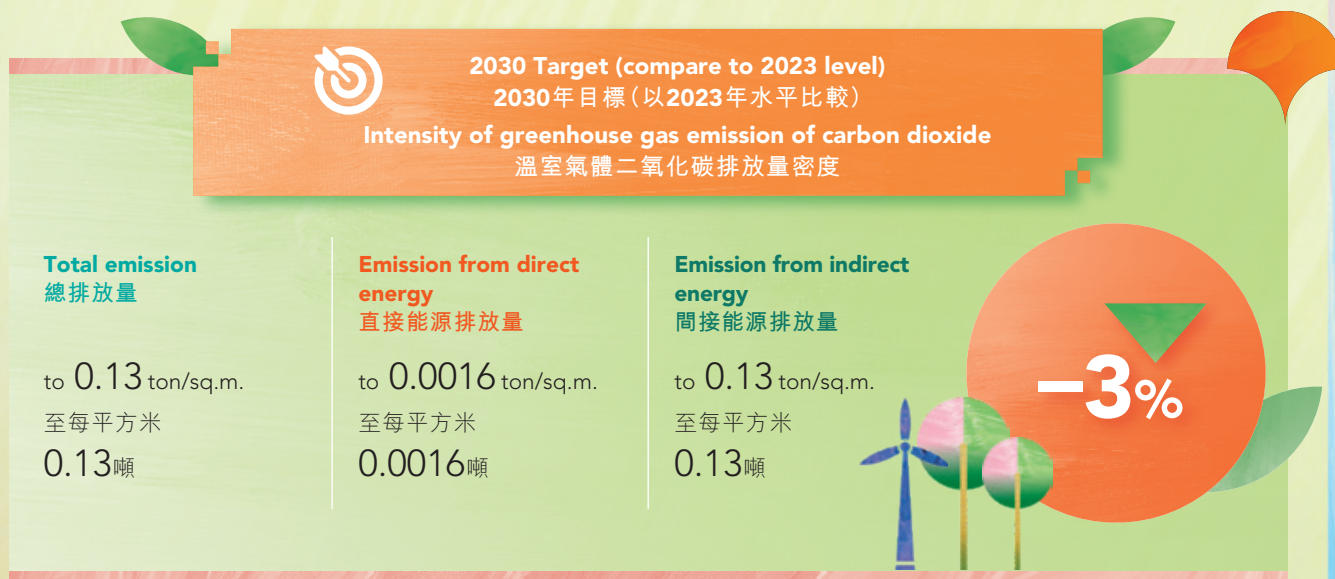 2030 Target (compare to 2023 level)
2030年目標（以2023年水平比較）
Intensity of greenhouse gas emission of carbon dioxide
溫室氣體二氧化碳排放量密度
Total emission
總排放量
to 0.13 ton/sq.m.
至每平方米
0.13噸
Emission from direct
energy
直接能源排放量
to 0.0016 ton/sq.m.
至每平方米
0.0016噸
Emission from indirect
energy
間接能源排放量
to 0.13 ton/sq.m.
至每平方米
0.13噸
–3%